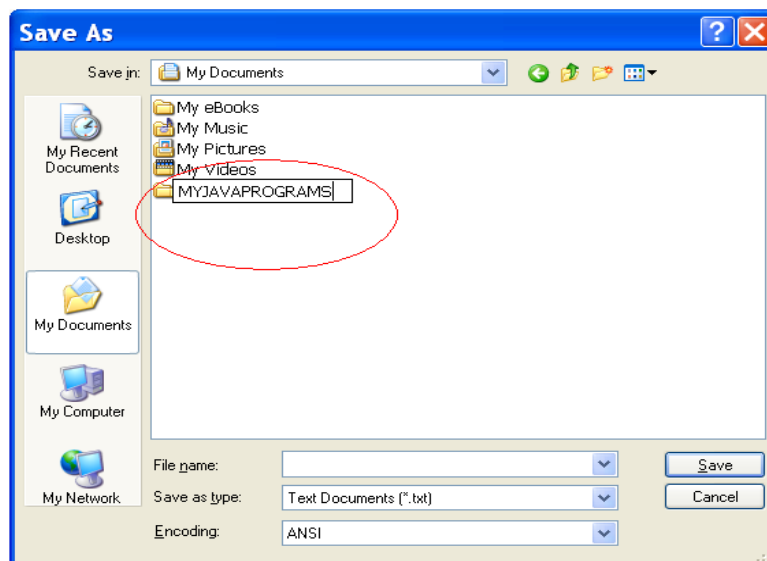 Save As
Save in: My Documents
My eBooks
My Music
My Pictures
My Videos
MYJAVAPROGRAMS
My Recent
Documents
Desktop
My Documents
My Computer
My Network
File name:
Save
Save as type: Text Documents (*.txt)
Cancel
Encoding: ANSI